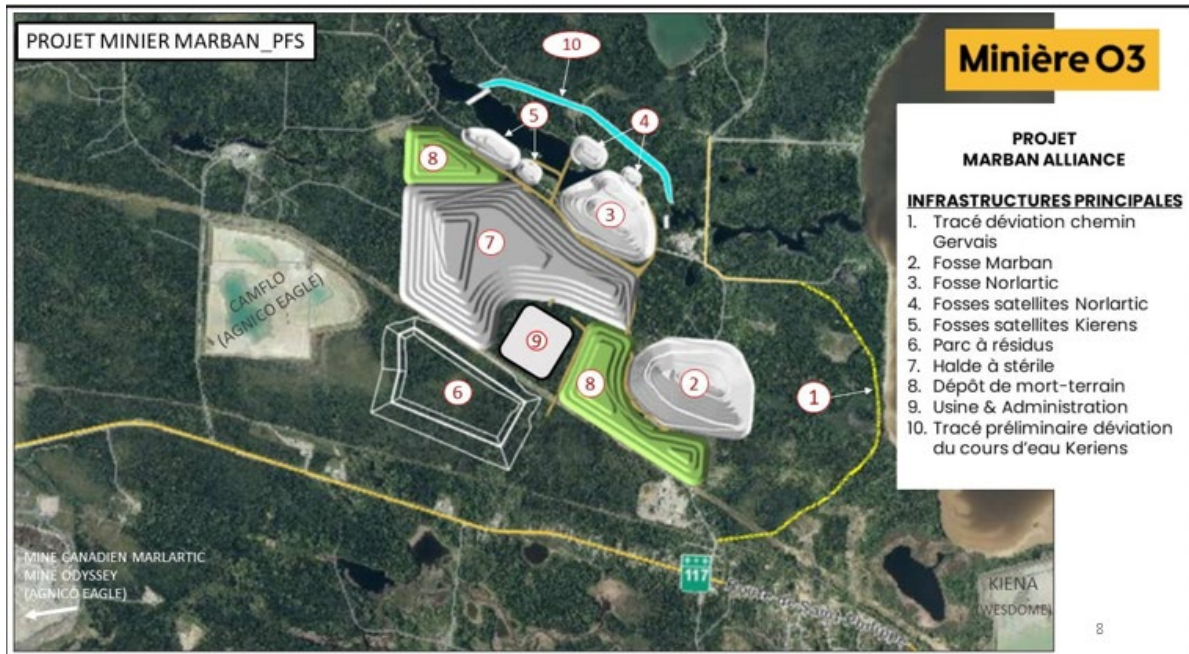 PROJET MINIER MARBAN_PFS
Minière O3
PROJET
MARBAN ALLIANCE
INFRASTRUCTURES PRINCIPALES
1. Tracé déviation chemin
Gervais
2. Fosse Marban
3. Fosse Norlartic
4. Fosses satellites Norlartic
5. Fosses satellites Kierens
6. Parc à résidus
7. Halde à stérile
8. Dépôt de mort-terrain
9. Usine & Administration
10. Tracé préliminaire déviation
du cours d'eau Keriens
10
5
4
8
3
7
CAMFLO
(AGNICO EAGLE)
9
8
2
1
6
MINE CANADIEN MARLARTIC
MINE ODYSSEY
(AGNICO EAGLE)
117
KIENA
(WESDOME)
8